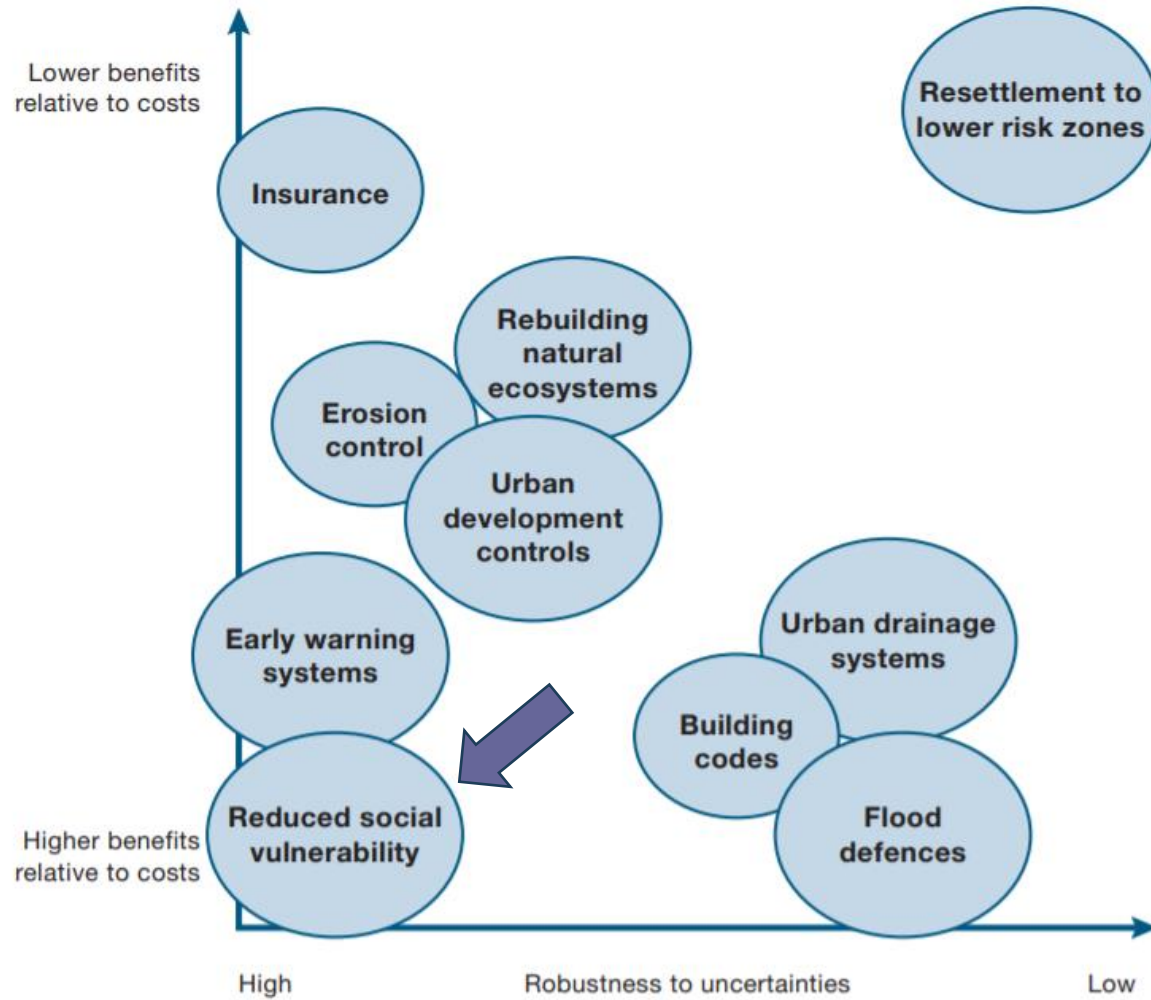 Lower benefits
relative to costs
Resettlement to
lower risk zones
Insurance
Rebuilding
natural
ecosystems
Erosion
control
Urban
development
controls
Early warning
systems
Urban drainage
systems
Building
codes
Reduced social
vulnerability
Flood
defences
Higher benefits
relative to costs
High
Robustness to uncertainties
Low